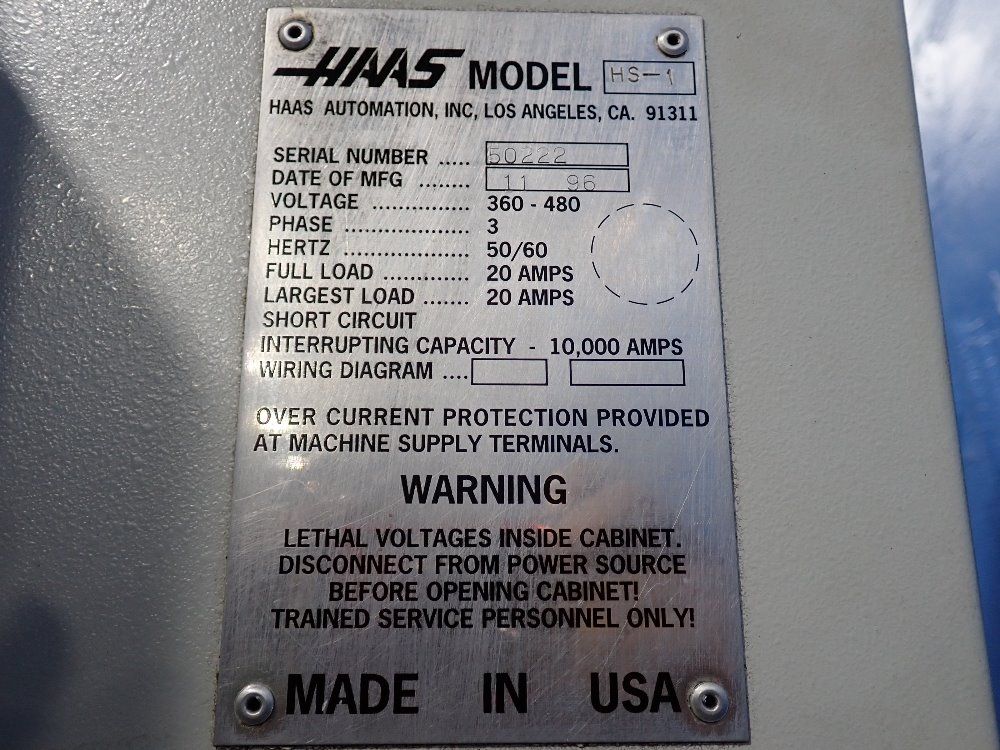 HAAS MODEL HS-1
HAAS AUTOMATION, INC, LOS ANGELES, CA. 91311
SERIAL NUMBER ..... 50222
DATE OF MFG ........ 11 96
VOLTAGE ............... 360 - 480
PHASE .................... 3
HERTZ .................... 50/60
FULL LOAD ............. 20 AMPS
LARGEST LOAD ....... 20 AMPS
SHORT CIRCUIT
INTERRUPTING CAPACITY - 10,000 AMPS
WIRING DIAGRAM ....
OVER CURRENT PROTECTION PROVIDED
AT MACHINE SUPPLY TERMINALS.
WARNING
LETHAL VOLTAGES INSIDE CABINET.
DISCONNECT FROM POWER SOURCE
BEFORE OPENING CABINET!
TRAINED SERVICE PERSONNEL ONLY!
MADE IN USA